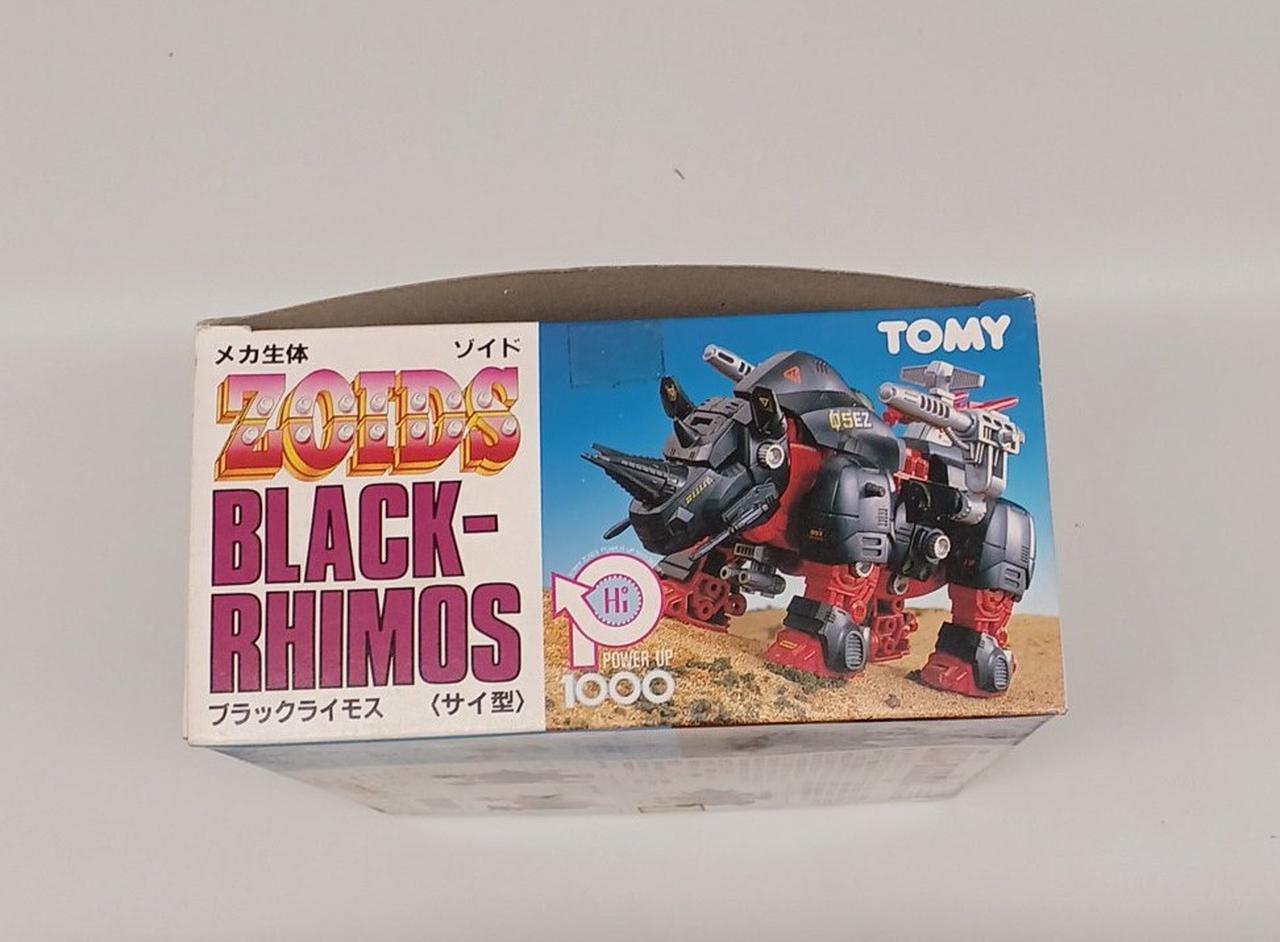 メカ生体 ゾイド
ZOIDS
BLACK-
RHIMOS
ブラックライモス 〈サイ型〉
TOMY
05EZ
Hi
POWER UP
1000